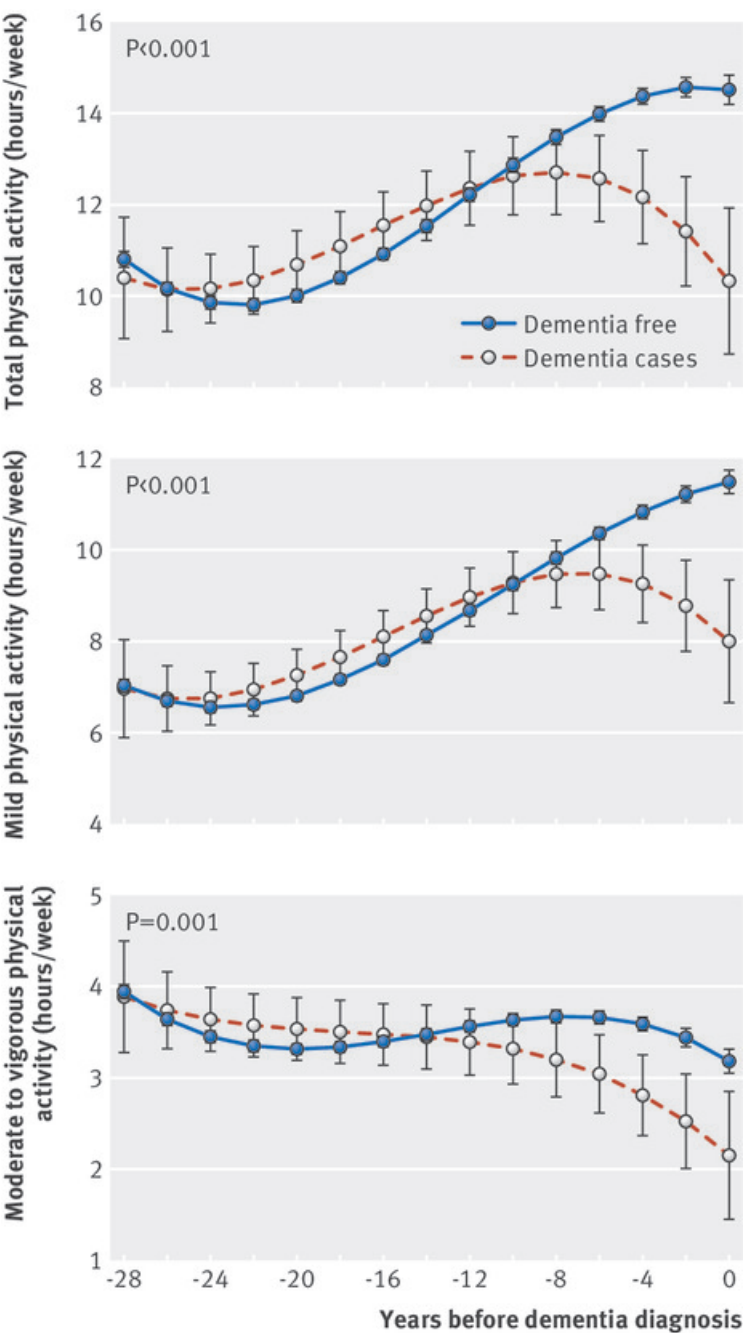 Total physical activity (hours/week)
16
14
12
10
8
P<0.001
Dementia free
Dementia cases
Mild physical activity (hours/week)
12
10
8
6
4
P<0.001
Moderate to vigorous physical
activity (hours/week)
5
4
3
2
1
P=0.001
-28 -24 -20 -16 -12 -8 -4 0
Years before dementia diagnosis